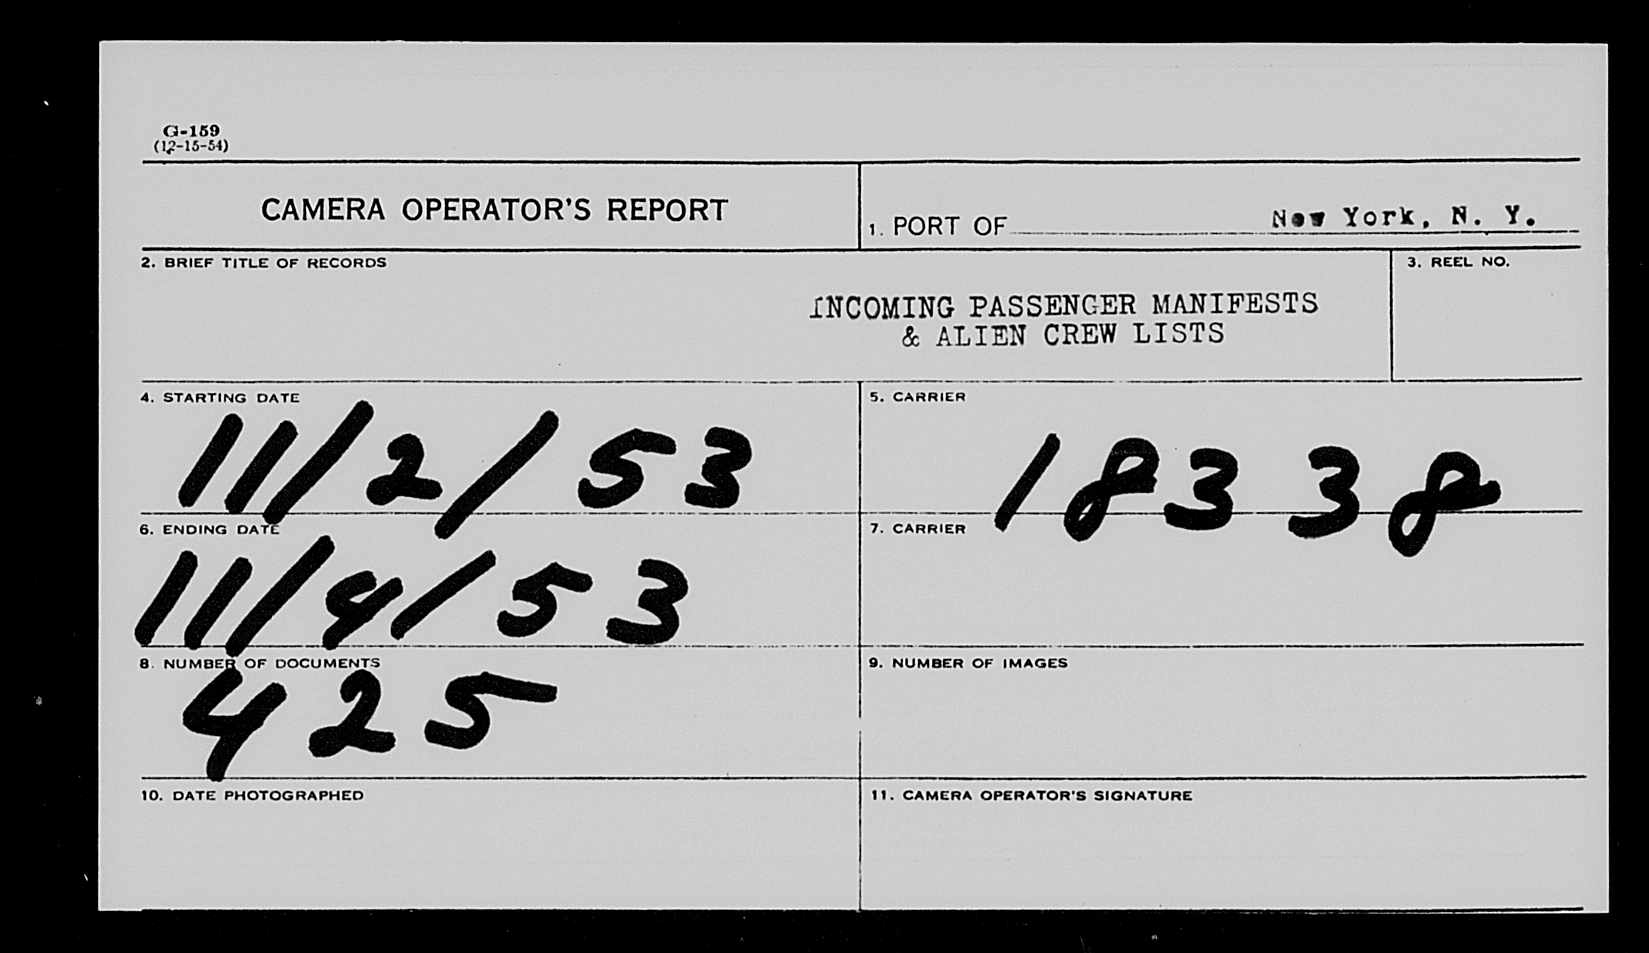 G-159
(12-15-54)
CAMERA OPERATOR'S REPORT
1. PORT OF New York, N. Y.
2. BRIEF TITLE OF RECORDS
INCOMING PASSENGER MANIFESTS
& ALIEN CREW LISTS
3. REEL NO.
4. STARTING DATE
11/2/53
5. CARRIER
18338
6. ENDING DATE
11/4/53
7. CARRIER
8. NUMBER OF DOCUMENTS
425
9. NUMBER OF IMAGES
10. DATE PHOTOGRAPHED
11. CAMERA OPERATOR'S SIGNATURE